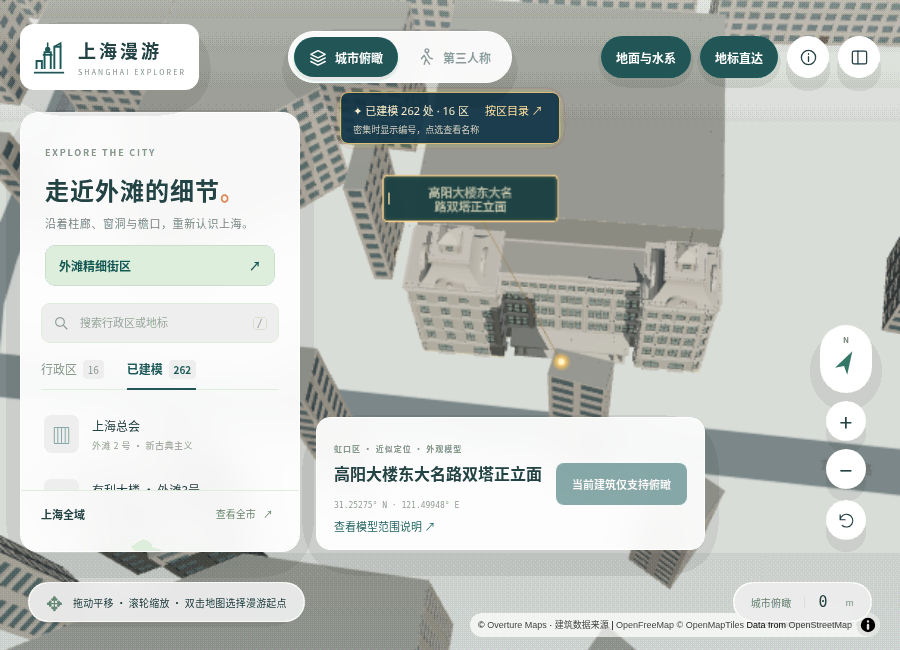 上海漫游
SHANGHAI EXPLORER
城市俯瞰
第三人称
地面与水系
地标直达
✦ 已建模 262 处 · 16 区 按区目录 ↗
密集时显示编号，点选查看名称
EXPLORE THE CITY
走近外滩的细节。
沿着柱廊、窗洞与檐口，重新认识上海。
外滩精细街区 ↗
搜索行政区或地标 /
行政区 16 已建模 262
上海总会
外滩 2 号 · 新古典主义
有利大楼 · 外滩3号
上海全域 查看全市 ↗
高阳大楼东大名
路双塔正立面
虹口区 · 近似定位 · 外观模型
高阳大楼东大名路双塔正立面
31.25275° N · 121.49948° E
查看模型范围说明 ↗
当前建筑仅支持俯瞰
N
+
−
拖动平移 · 滚轮缩放 · 双击地图选择漫游起点
城市俯瞰 0 m
© Overture Maps · 建筑数据来源 | OpenFreeMap © OpenMapTiles Data from OpenStreetMap